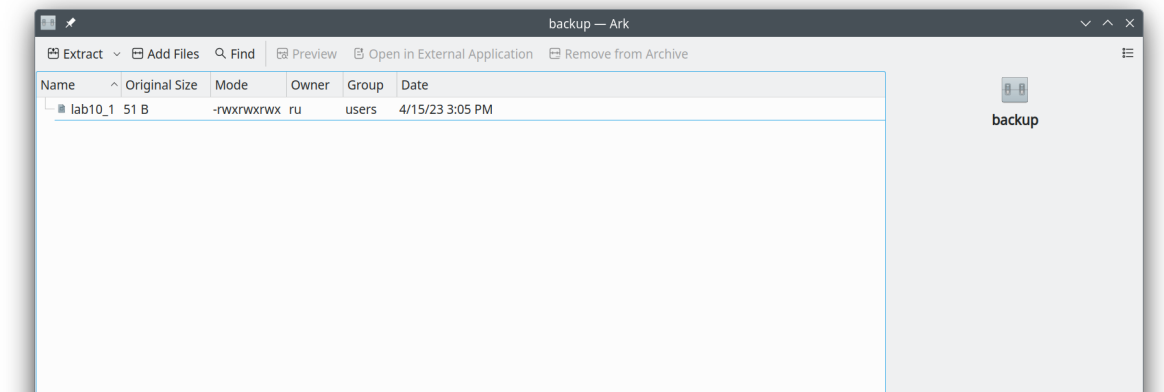 backup — Ark
Extract Add Files Find Preview Open in External Application Remove from Archive
Name Original Size Mode Owner Group Date
lab10_1 51 B -rwxrwxrwx ru users 4/15/23 3:05 PM
backup